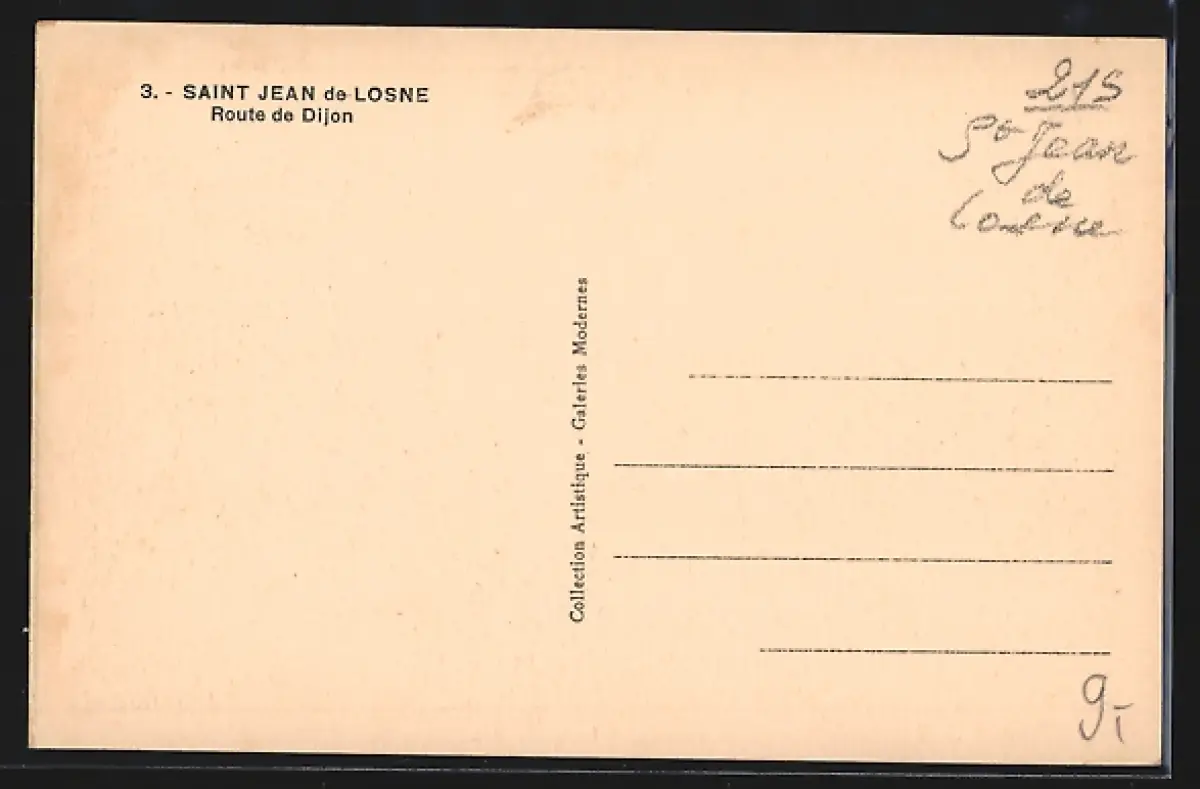 3. - SAINT JEAN de LOSNE
Route de Dijon
215
St Jean
de
Losne
Collection Artistique - Galeries Modernes
9-